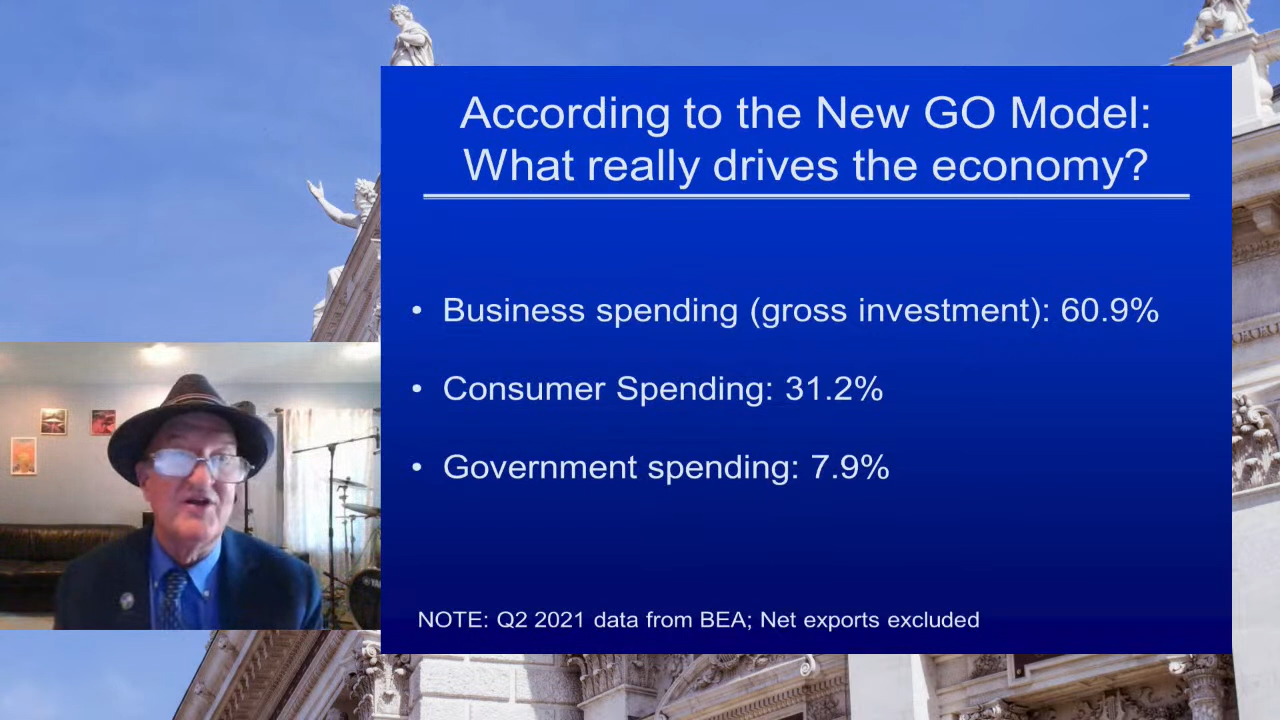 According to the New GO Model:
What really drives the economy?
• Business spending (gross investment): 60.9%
• Consumer Spending: 31.2%
• Government spending: 7.9%
NOTE: Q2 2021 data from BEA; Net exports excluded